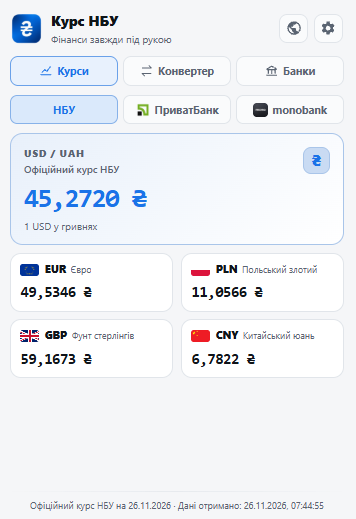 ₴ Курс НБУ
Фінанси завжди під рукою
Курси Конвертер Банки
НБУ ПриватБанк monobank
USD / UAH ₴
Офіційний курс НБУ
45,2720 ₴
1 USD у гривнях
EUR Євро
49,5346 ₴
PLN Польський злотий
11,0566 ₴
GBP Фунт стерлінгів
59,1673 ₴
CNY Китайський юань
6,7822 ₴
Офіційний курс НБУ на 26.11.2026 · Дані отримано: 26.11.2026, 07:44:55